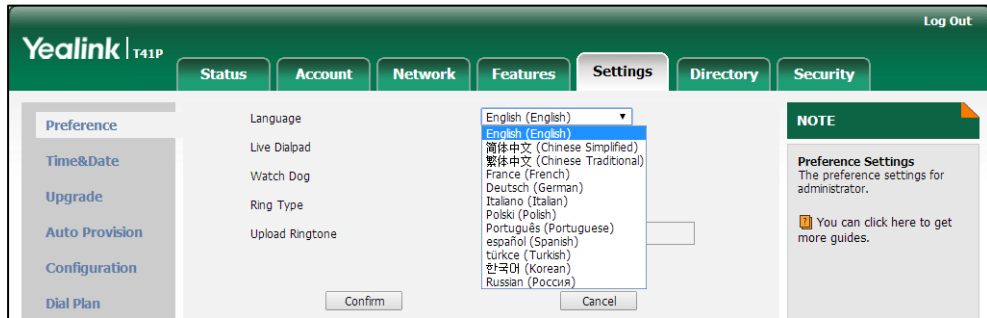 Log Out
Yealink T41P
Status Account Network Features Settings Directory Security
Preference
Time&Date
Upgrade
Auto Provision
Configuration
Dial Plan
Language English (English)
Live Dialpad
Watch Dog
Ring Type
Upload Ringtone
English (English)
简体中文 (Chinese Simplified)
繁体中文 (Chinese Traditional)
France (French)
Deutsch (German)
Italiano (Italian)
Polski (Polish)
Português (Portuguese)
español (Spanish)
türkce (Turkish)
한국어 (Korean)
Russian (Россия)
Confirm Cancel
NOTE
Preference Settings
The preference settings for
administrator.
You can click here to get
more guides.